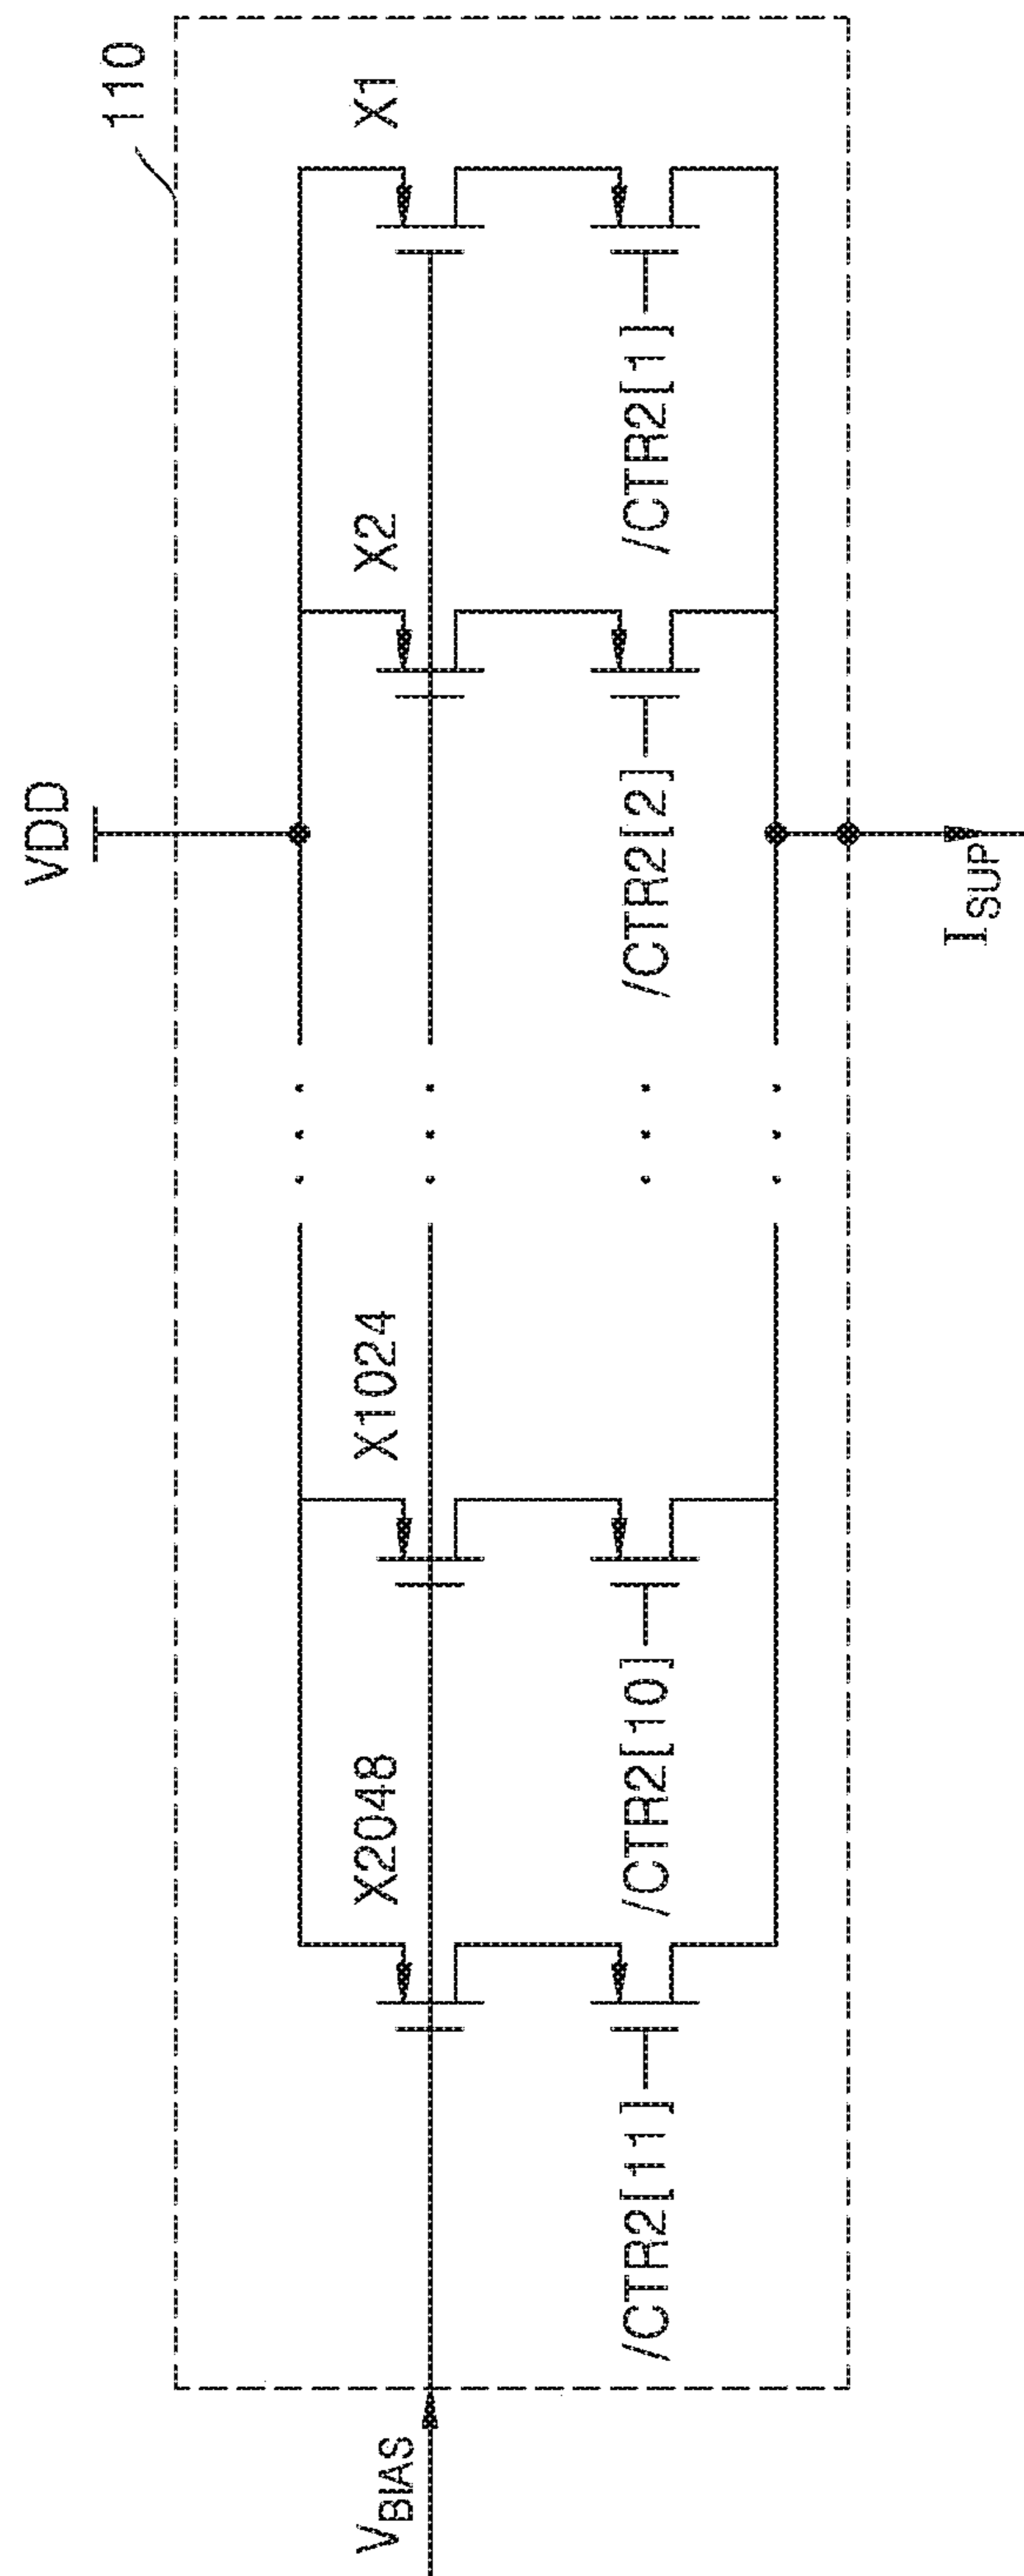 110
VDD
X2048
X1024
X2
X1
V_BIAS
/CTR2[11]
/CTR2[10]
/CTR2[2]
/CTR2[1]
I_SUP